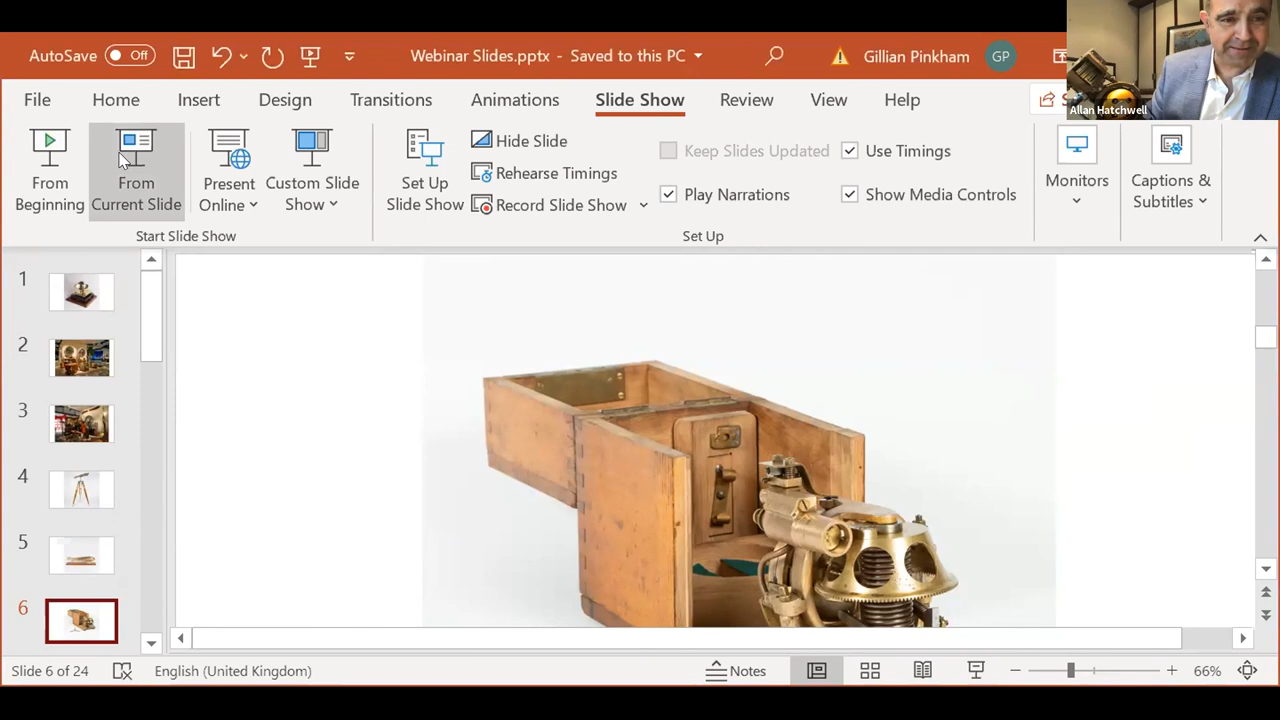 AutoSave Off Webinar Slides.pptx - Saved to this PC Gillian Pinkham GP
Allan Hatchwell
File Home Insert Design Transitions Animations Slide Show Review View Help
From Beginning
From Current Slide
Present Online
Custom Slide Show
Start Slide Show
Set Up Slide Show
Hide Slide
Rehearse Timings
Record Slide Show
Keep Slides Updated
Use Timings
Play Narrations
Show Media Controls
Set Up
Monitors
Captions & Subtitles
1
2
3
4
5
6
Slide 6 of 24 English (United Kingdom) Notes 66%